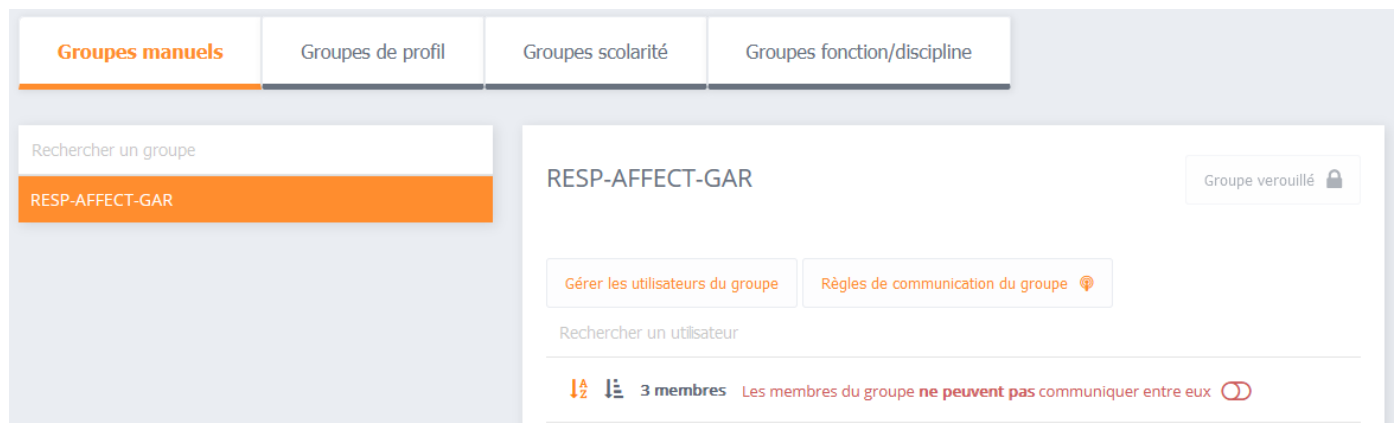 Groupes manuels
Groupes de profil
Groupes scolarité
Groupes fonction/discipline
Rechercher un groupe
RESP-AFFECT-GAR
RESP-AFFECT-GAR
Groupe verouillé
Gérer les utilisateurs du groupe
Règles de communication du groupe
Rechercher un utilisateur
3 membres Les membres du groupe ne peuvent pas communiquer entre eux